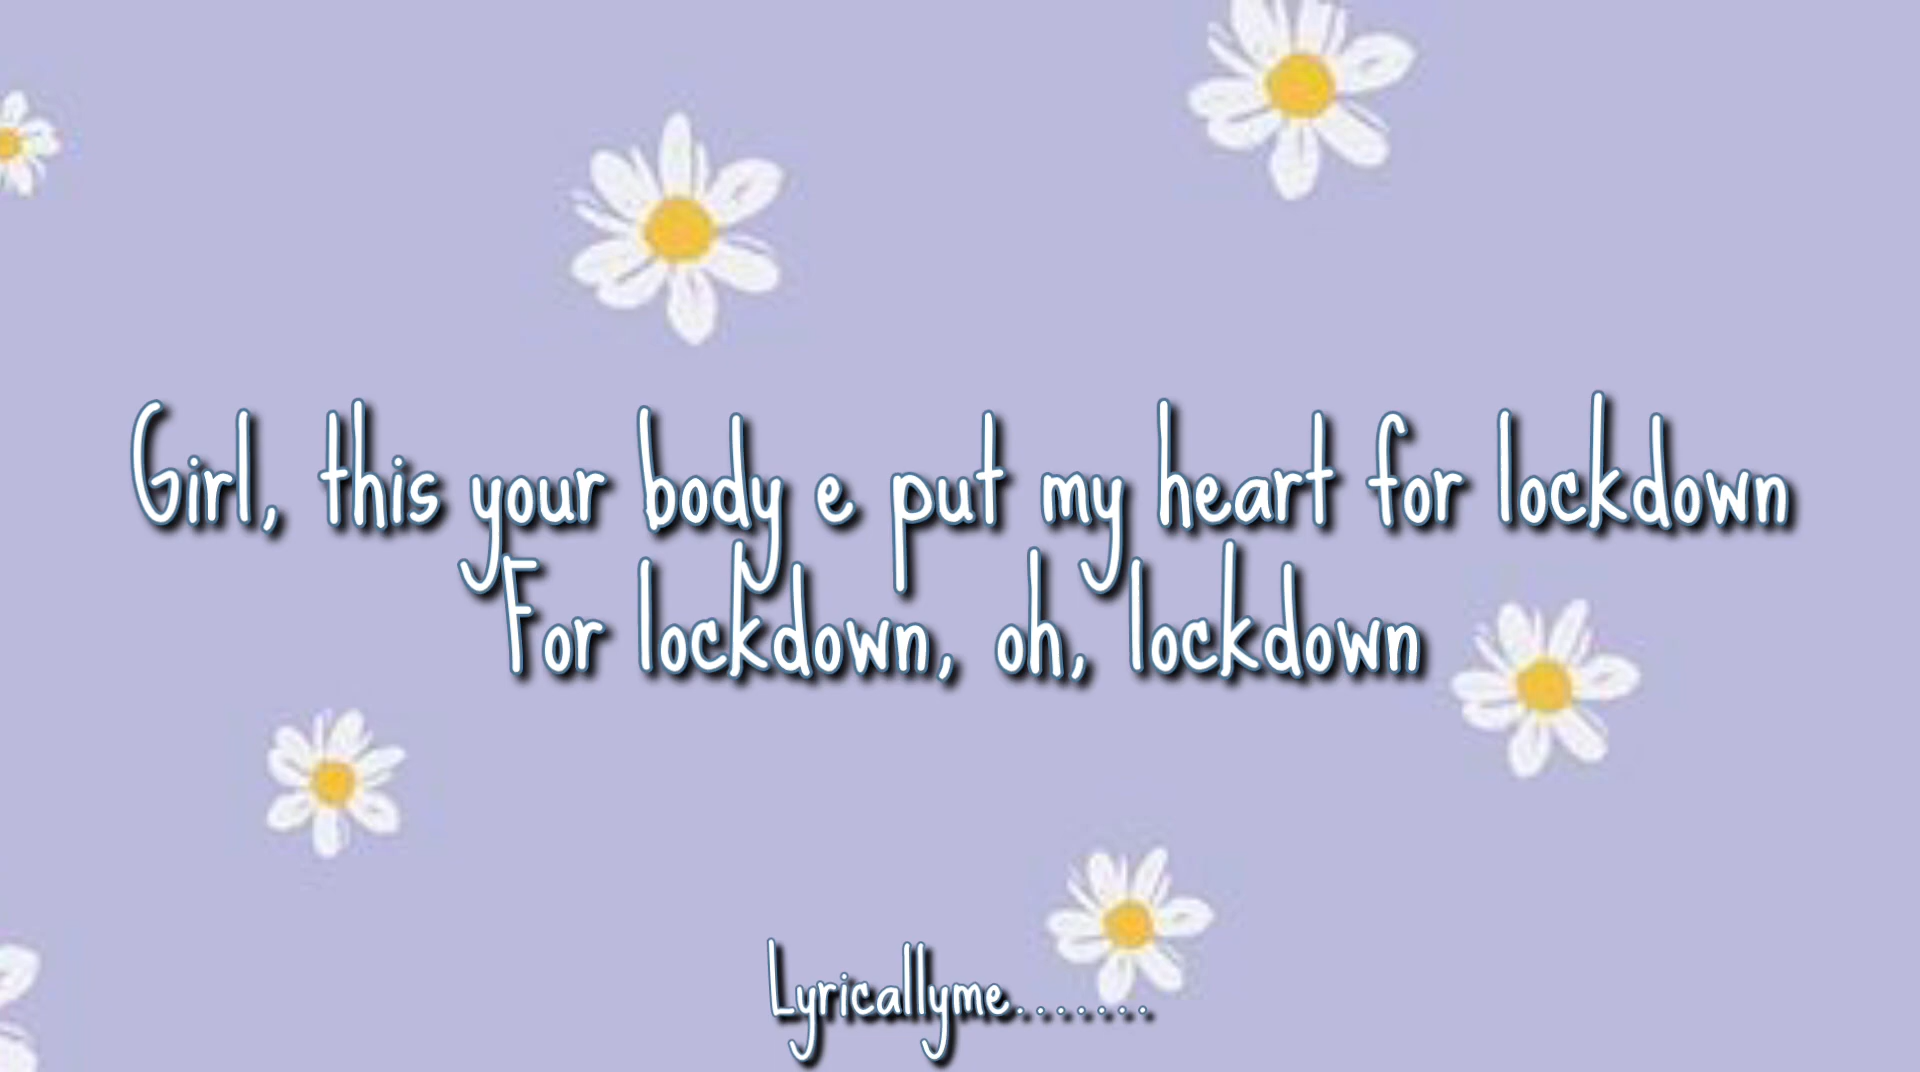 Girl, this your body e put my heart for lockdown
For lockdown, oh, lockdown
Lyricallyme.......